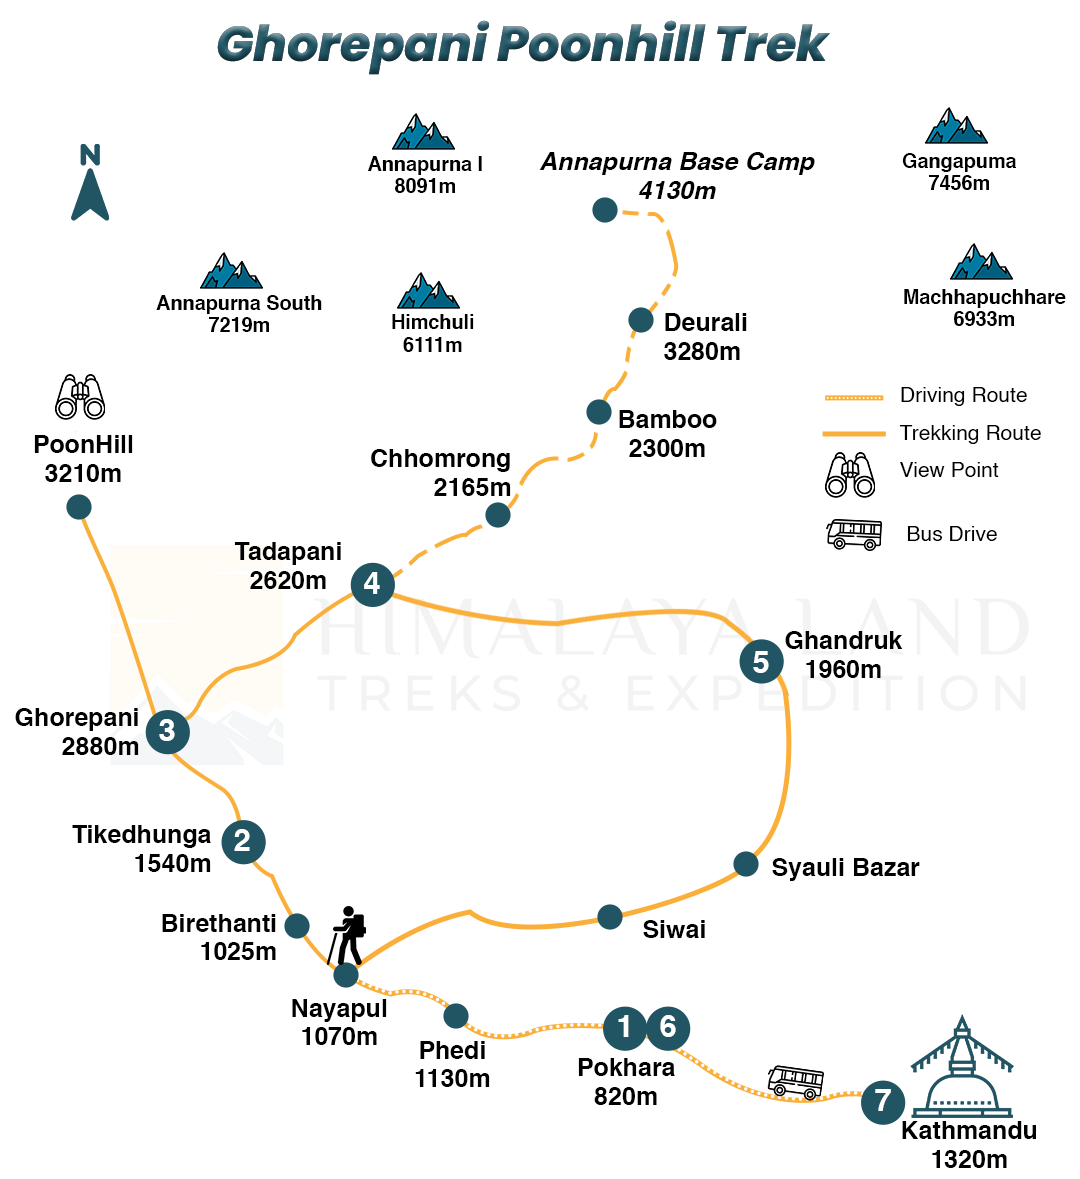 Ghorepani Poonhill Trek
N
Annapurna I
8091m
Annapurna Base Camp
4130m
Gangapuma
7456m
Annapurna South
7219m
Himchuli
6111m
Machhapuchhare
6933m
Deurali
3280m
PoonHill
3210m
Bamboo
2300m
Driving Route
Trekking Route
View Point
Bus Drive
Chhomrong
2165m
Tadapani
2620m
4
HIMALAYA LAND
TREKS & EXPEDITION
Ghandruk
1960m
5
Ghorepani
2880m
3
Tikedhunga
1540m
2
Syauli Bazar
Birethanti
1025m
Siwai
Nayapul
1070m
Phedi
1130m
1
6
Pokhara
820m
7
Kathmandu
1320m